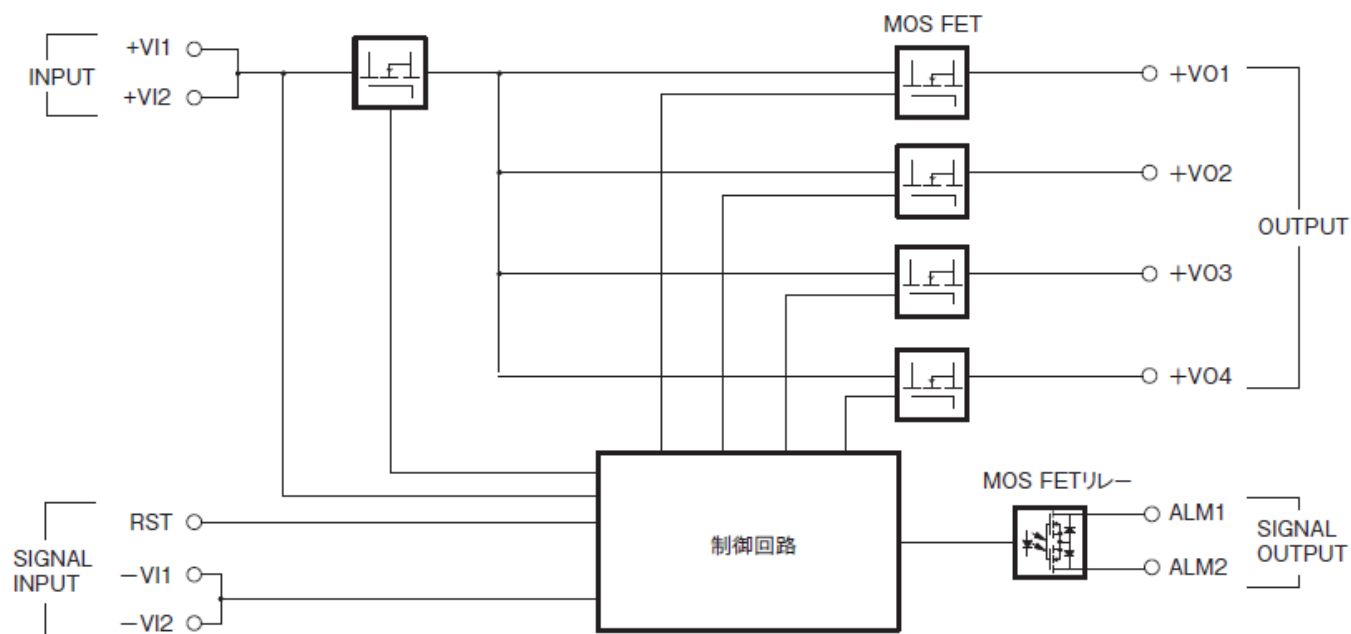 MOS FET
INPUT
+VI1
+VI2
+VO1
+VO2
+VO3
+VO4
OUTPUT
MOS FETリレー
SIGNAL
INPUT
RST
−VI1
−VI2
制御回路
ALM1
ALM2
SIGNAL
OUTPUT